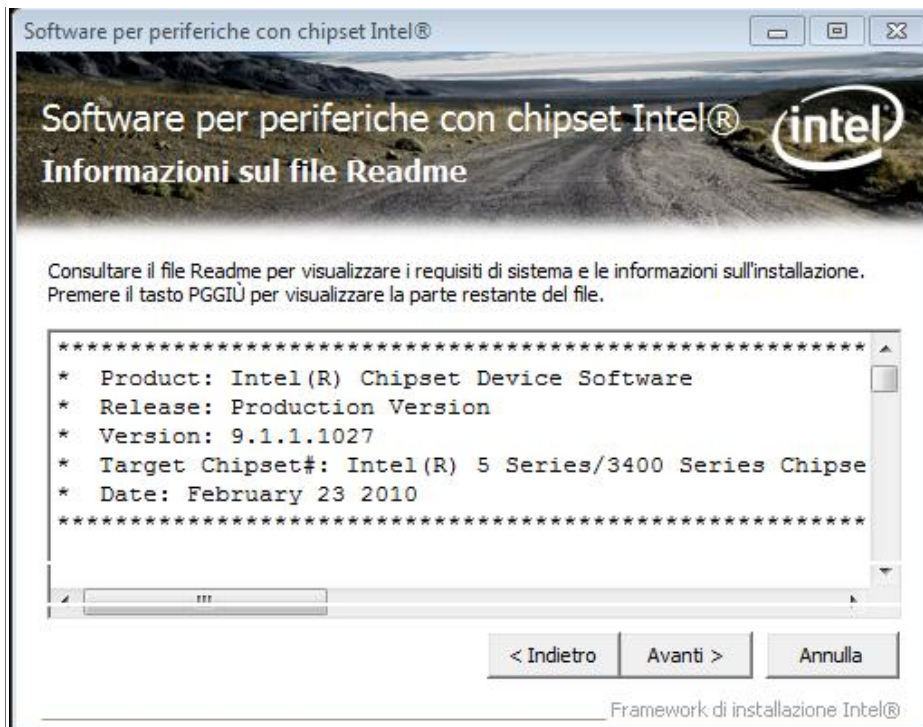 Software per periferiche con chipset Intel®
Software per periferiche con chipset Intel®
intel
Informazioni sul file Readme
Consultare il file Readme per visualizzare i requisiti di sistema e le informazioni sull'installazione.
Premere il tasto PGGIÙ per visualizzare la parte restante del file.
********************************************************
* Product: Intel(R) Chipset Device Software
* Release: Production Version
* Version: 9.1.1.1027
* Target Chipset#: Intel(R) 5 Series/3400 Series Chipse
* Date: February 23 2010
********************************************************
< Indietro
Avanti >
Annulla
Framework di installazione Intel®